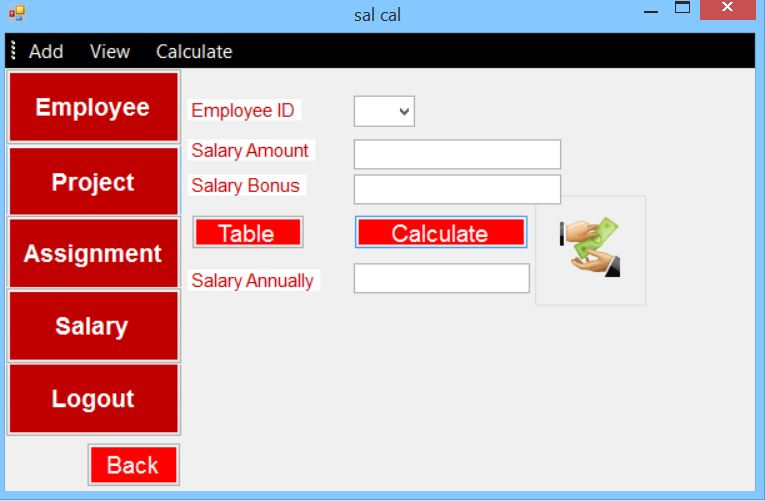 sal cal
Add View Calculate
Employee
Project
Assignment
Salary
Logout
Back
Employee ID
Salary Amount
Salary Bonus
Table Calculate
Salary Annually